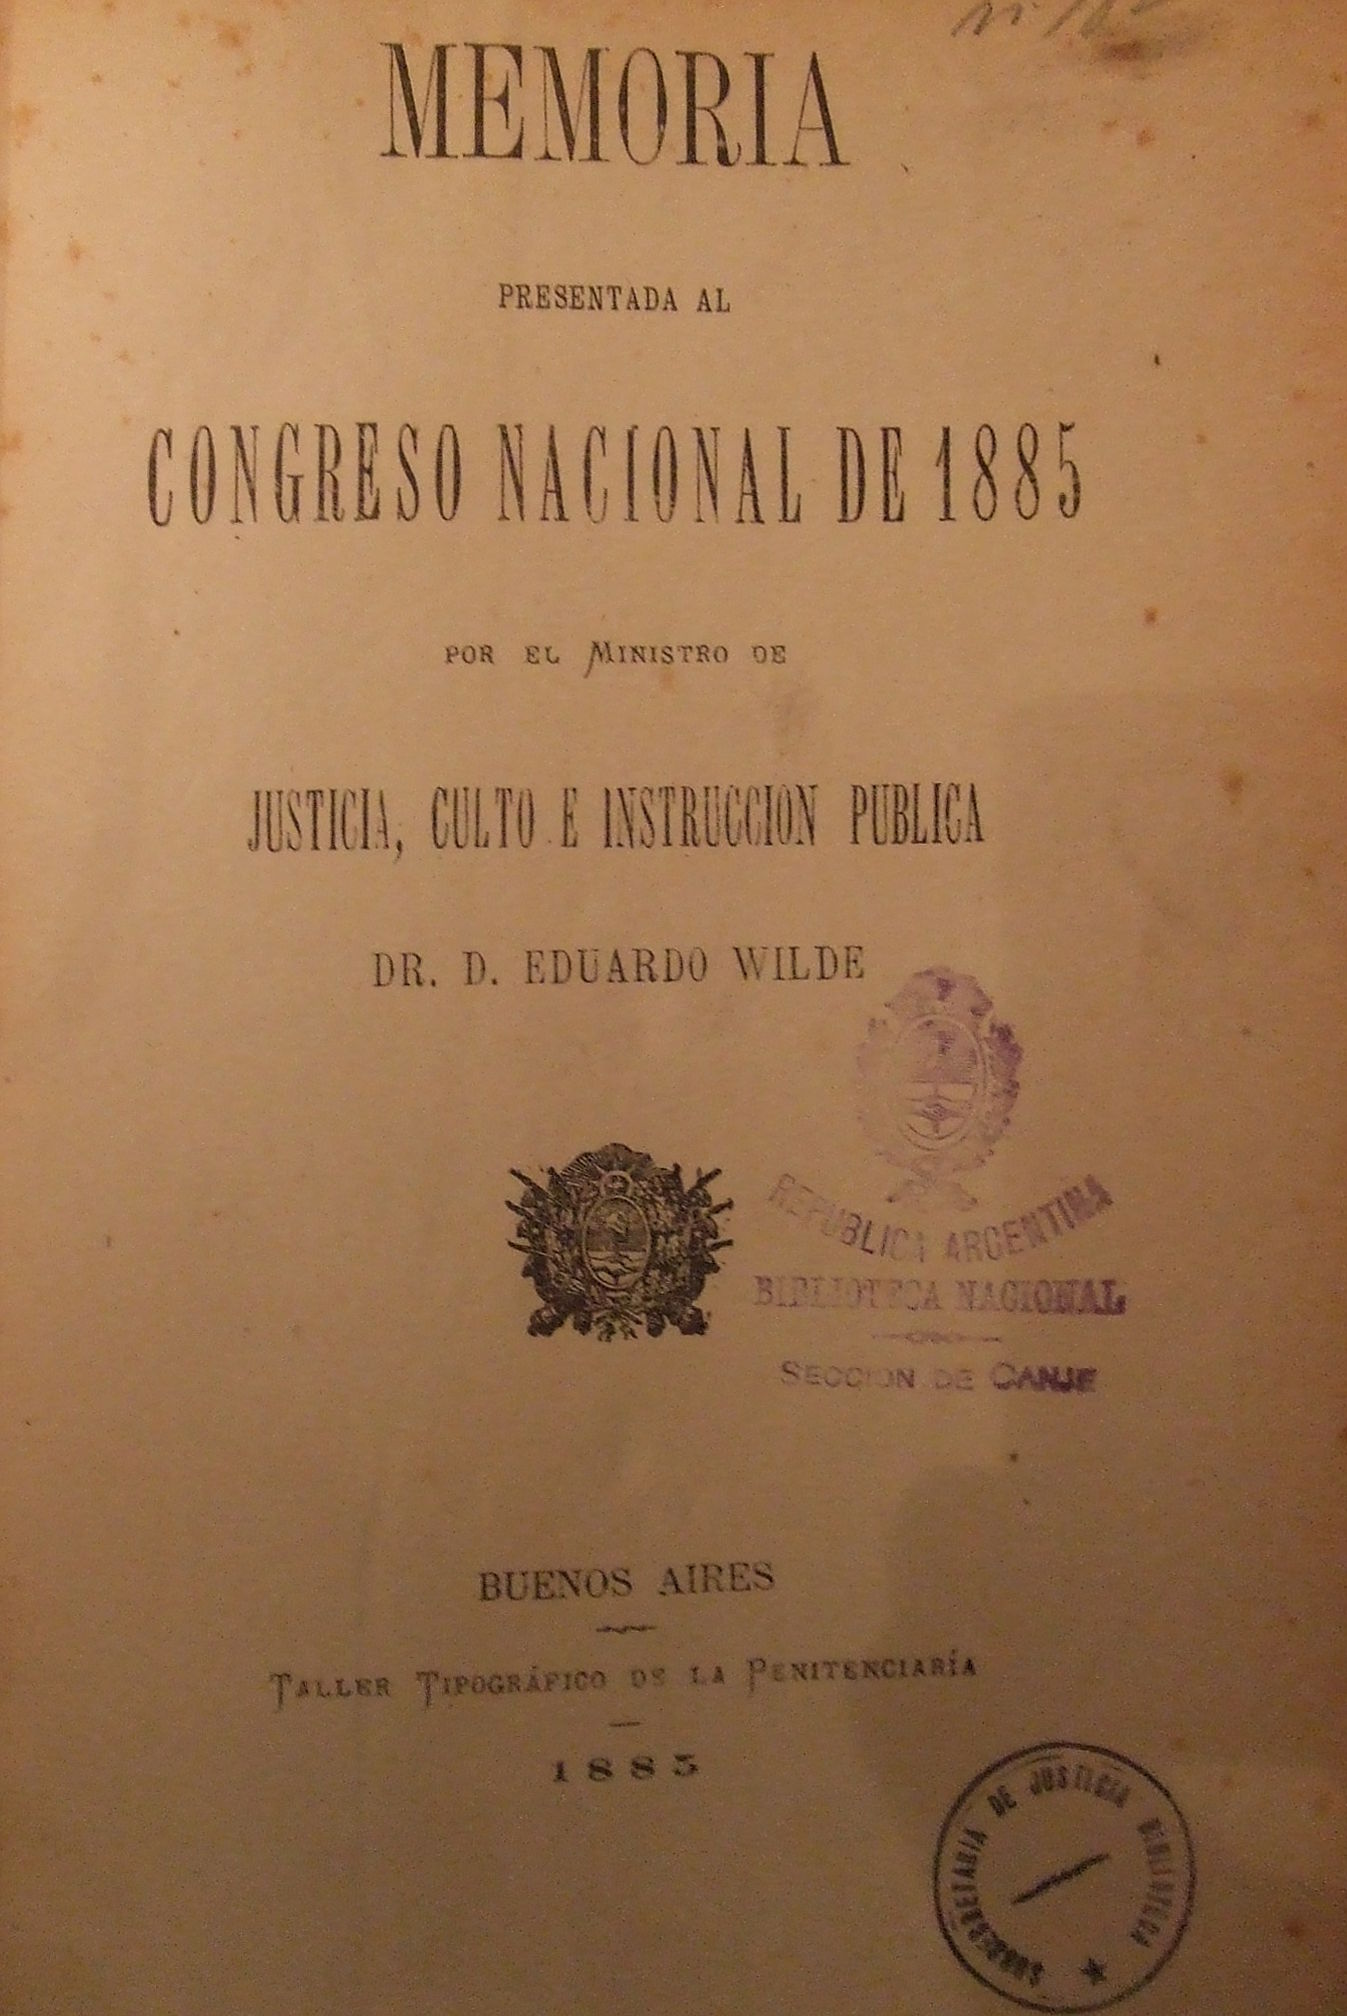 MEMORIA
PRESENTADA AL
CONGRESO NACIONAL DE 1885
POR EL MINISTRO DE
JUSTICIA, CULTO E INSTRUCCION PUBLICA
DR. D. EDUARDO WILDE
REPUBLICA ARGENTINA
BIBLIOTECA NACIONAL
SECCION DE CANJE
BUENOS AIRES
TALLER TIPOGRÁFICO DE LA PENITENCIARÍA
1885
SUBSECRETARIA DE JUSTICIA BIBLIOTECA